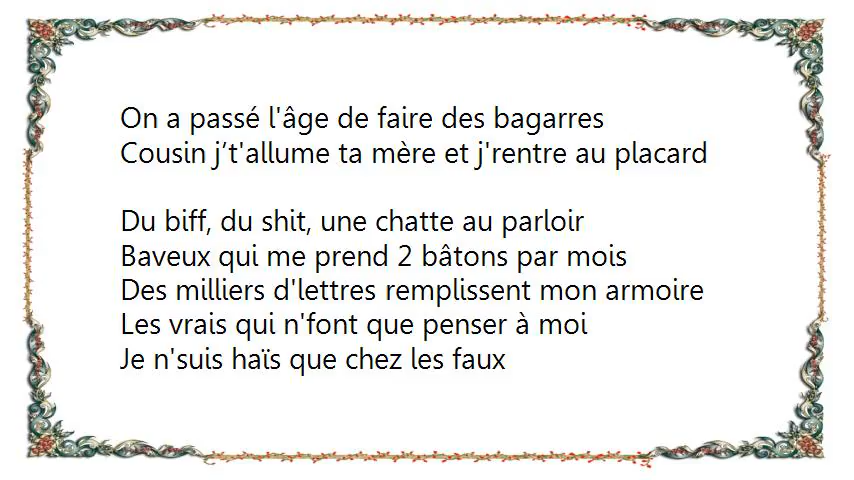 On a passé l'âge de faire des bagarres
Cousin j’t'allume ta mère et j'rentre au placard
Du biff, du shit, une chatte au parloir
Baveux qui me prend 2 bâtons par mois
Des milliers d'lettres remplissent mon armoire
Les vrais qui n'font que penser à moi
Je n'suis haïs que chez les faux